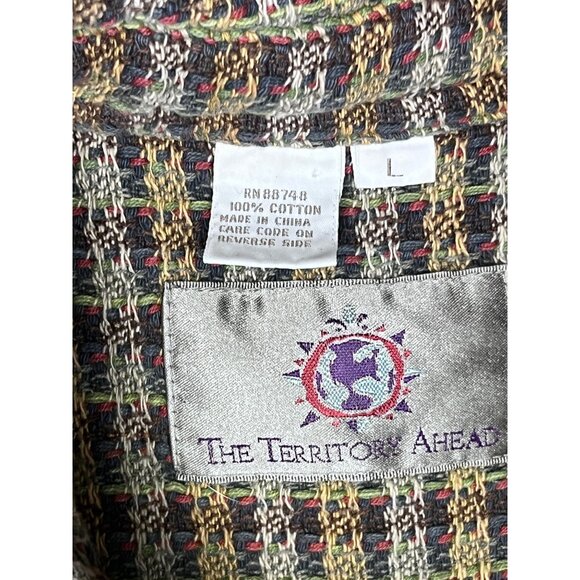 RN 88748
100% COTTON
MADE IN CHINA
CARE CODE ON
REVERSE SIDE
L
THE TERRITORY AHEAD